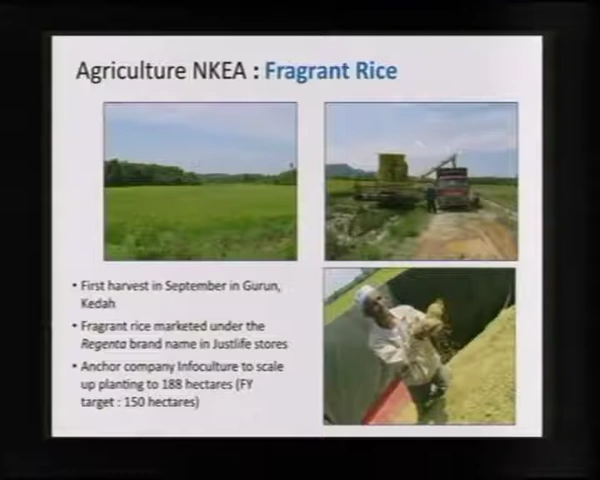 Agriculture NKEA : Fragrant Rice
• First harvest in September in Gurun,
Kedah
• Fragrant rice marketed under the
Regenta brand name in Justlife stores
• Anchor company Infoculture to scale
up planting to 188 hectares (FY
target : 150 hectares)